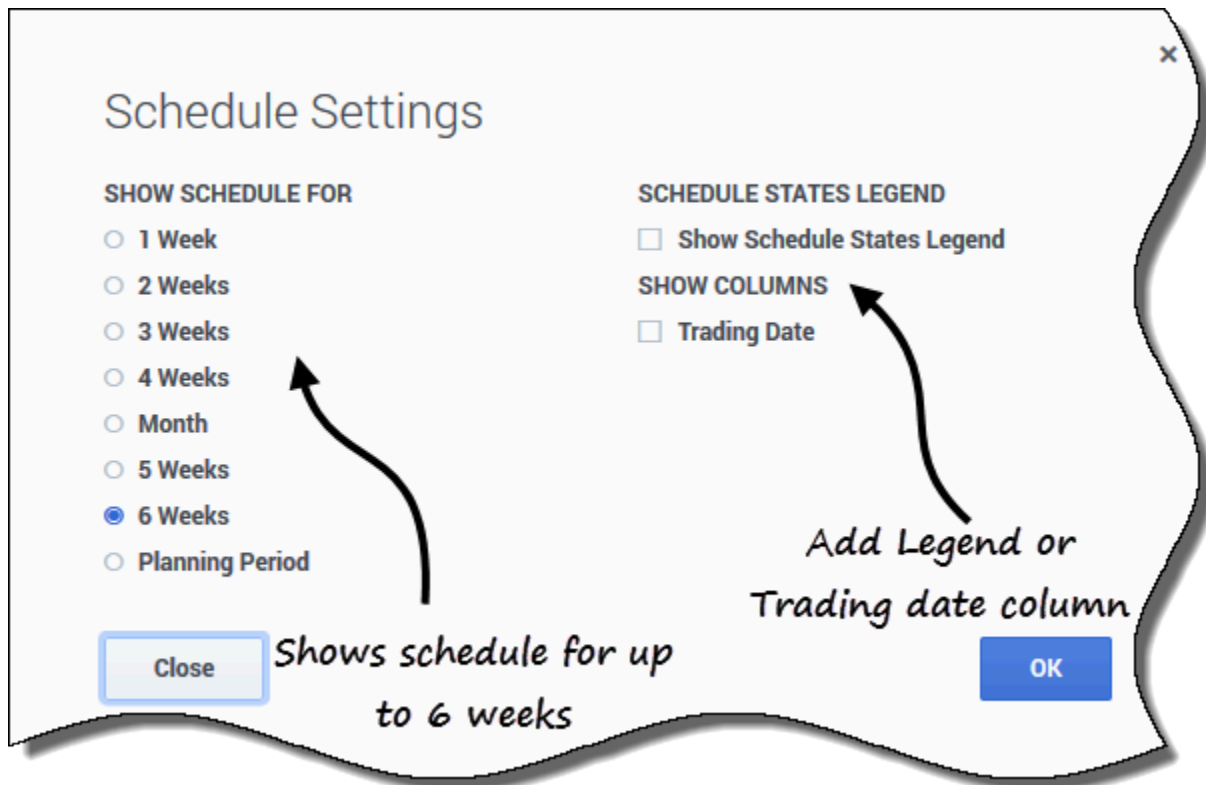 ×
Schedule Settings
SHOW SCHEDULE FOR
1 Week
2 Weeks
3 Weeks
4 Weeks
Month
5 Weeks
6 Weeks
Planning Period
SCHEDULE STATES LEGEND
Show Schedule States Legend
SHOW COLUMNS
Trading Date
Add Legend or
Trading date column
Shows schedule for up
to 6 weeks
Close
OK